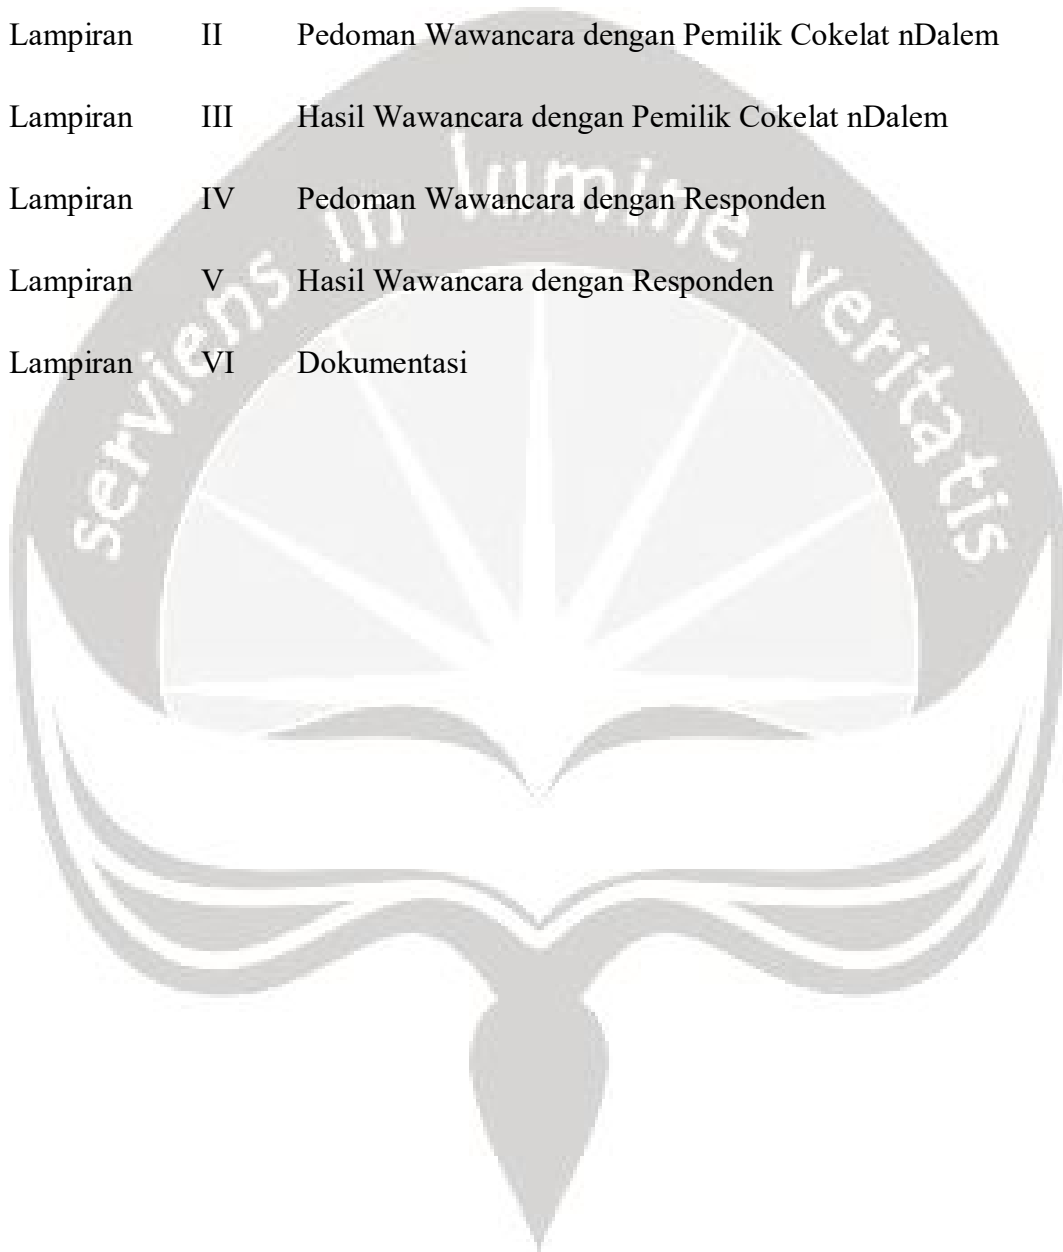 Lampiran II Pedoman Wawancara dengan Pemilik Cokelat nDalem
Lampiran III Hasil Wawancara dengan Pemilik Cokelat nDalem
Lampiran IV Pedoman Wawancara dengan Responden
Lampiran V Hasil Wawancara dengan Responden
Lampiran VI Dokumentasi
serviens in lumine veritatis